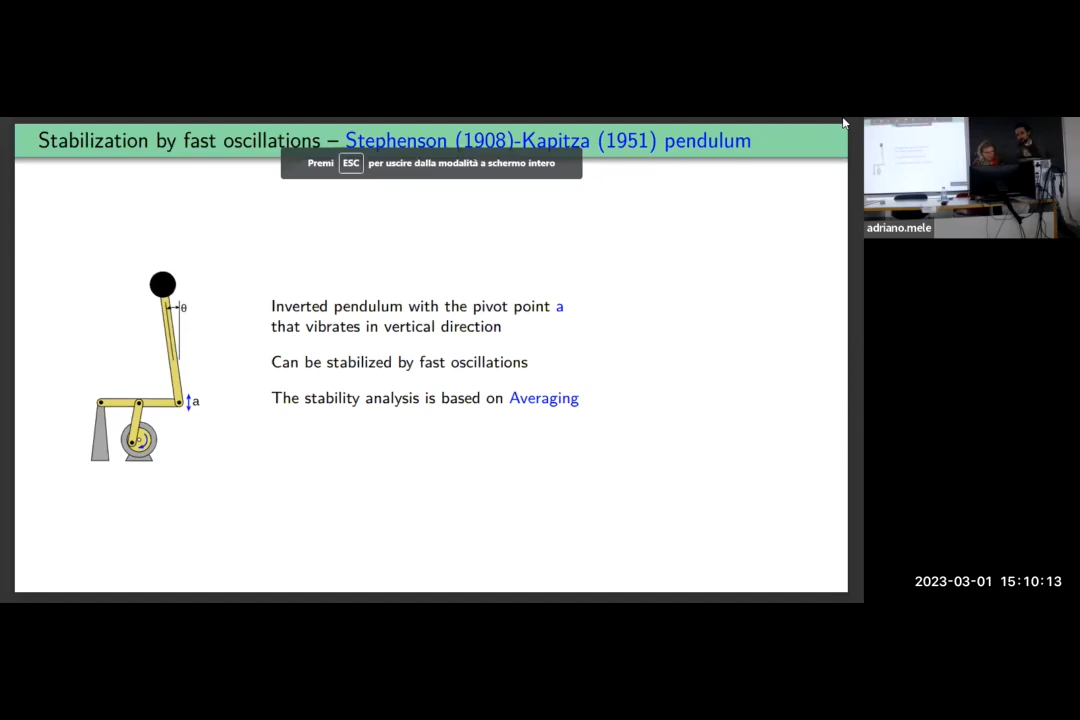 Stabilization by fast oscillations – Stephenson (1908)-Kapitza (1951) pendulum
Premi ESC per uscire dalla modalità a schermo intero
θ
Inverted pendulum with the pivot point a
that vibrates in vertical direction
Can be stabilized by fast oscillations
The stability analysis is based on Averaging
a
adriano.mele
2023-03-01 15:10:13